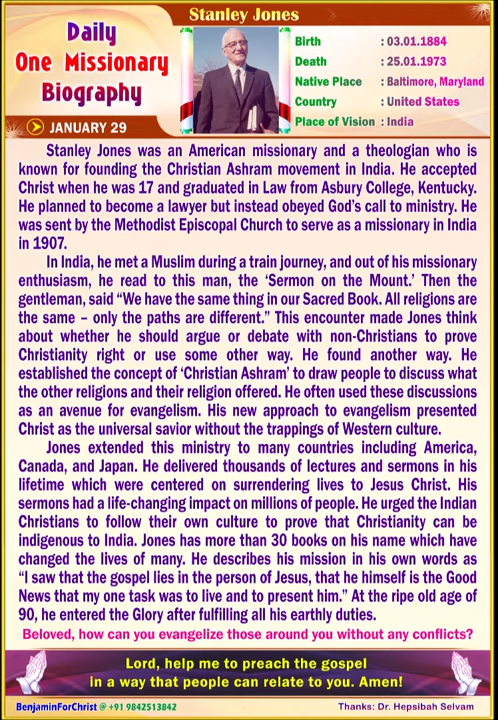 Stanley Jones
Daily
One Missionary
Biography
JANUARY 29
Birth : 03.01.1884
Death : 25.01.1973
Native Place : Baltimore, Maryland
Country : United States
Place of Vision : India
Stanley Jones was an American missionary and a theologian who is
known for founding the Christian Ashram movement in India. He accepted
Christ when he was 17 and graduated in Law from Asbury College, Kentucky.
He planned to become a lawyer but instead obeyed God's call to ministry. He
was sent by the Methodist Episcopal Church to serve as a missionary in India
in 1907.
In India, he met a Muslim during a train journey, and out of his missionary
enthusiasm, he read to this man, the 'Sermon on the Mount.' Then the
gentleman, said “We have the same thing in our Sacred Book. All religions are
the same – only the paths are different.” This encounter made Jones think
about whether he should argue or debate with non-Christians to prove
Christianity right or use some other way. He found another way. He
established the concept of 'Christian Ashram' to draw people to discuss what
the other religions and their religion offered. He often used these discussions
as an avenue for evangelism. His new approach to evangelism presented
Christ as the universal savior without the trappings of Western culture.
Jones extended this ministry to many countries including America,
Canada, and Japan. He delivered thousands of lectures and sermons in his
lifetime which were centered on surrendering lives to Jesus Christ. His
sermons had a life-changing impact on millions of people. He urged the Indian
Christians to follow their own culture to prove that Christianity can be
indigenous to India. Jones has more than 30 books on his name which have
changed the lives of many. He describes his mission in his own words as
“I saw that the gospel lies in the person of Jesus, that he himself is the Good
News that my one task was to live and to present him.” At the ripe old age of
90, he entered the Glory after fulfilling all his earthly duties.
Beloved, how can you evangelize those around you without any conflicts?
Lord, help me to preach the gospel
in a way that people can relate to you. Amen!
BenjaminForChrist @ +91 9842513842
Thanks: Dr. Hepsibah Selvam